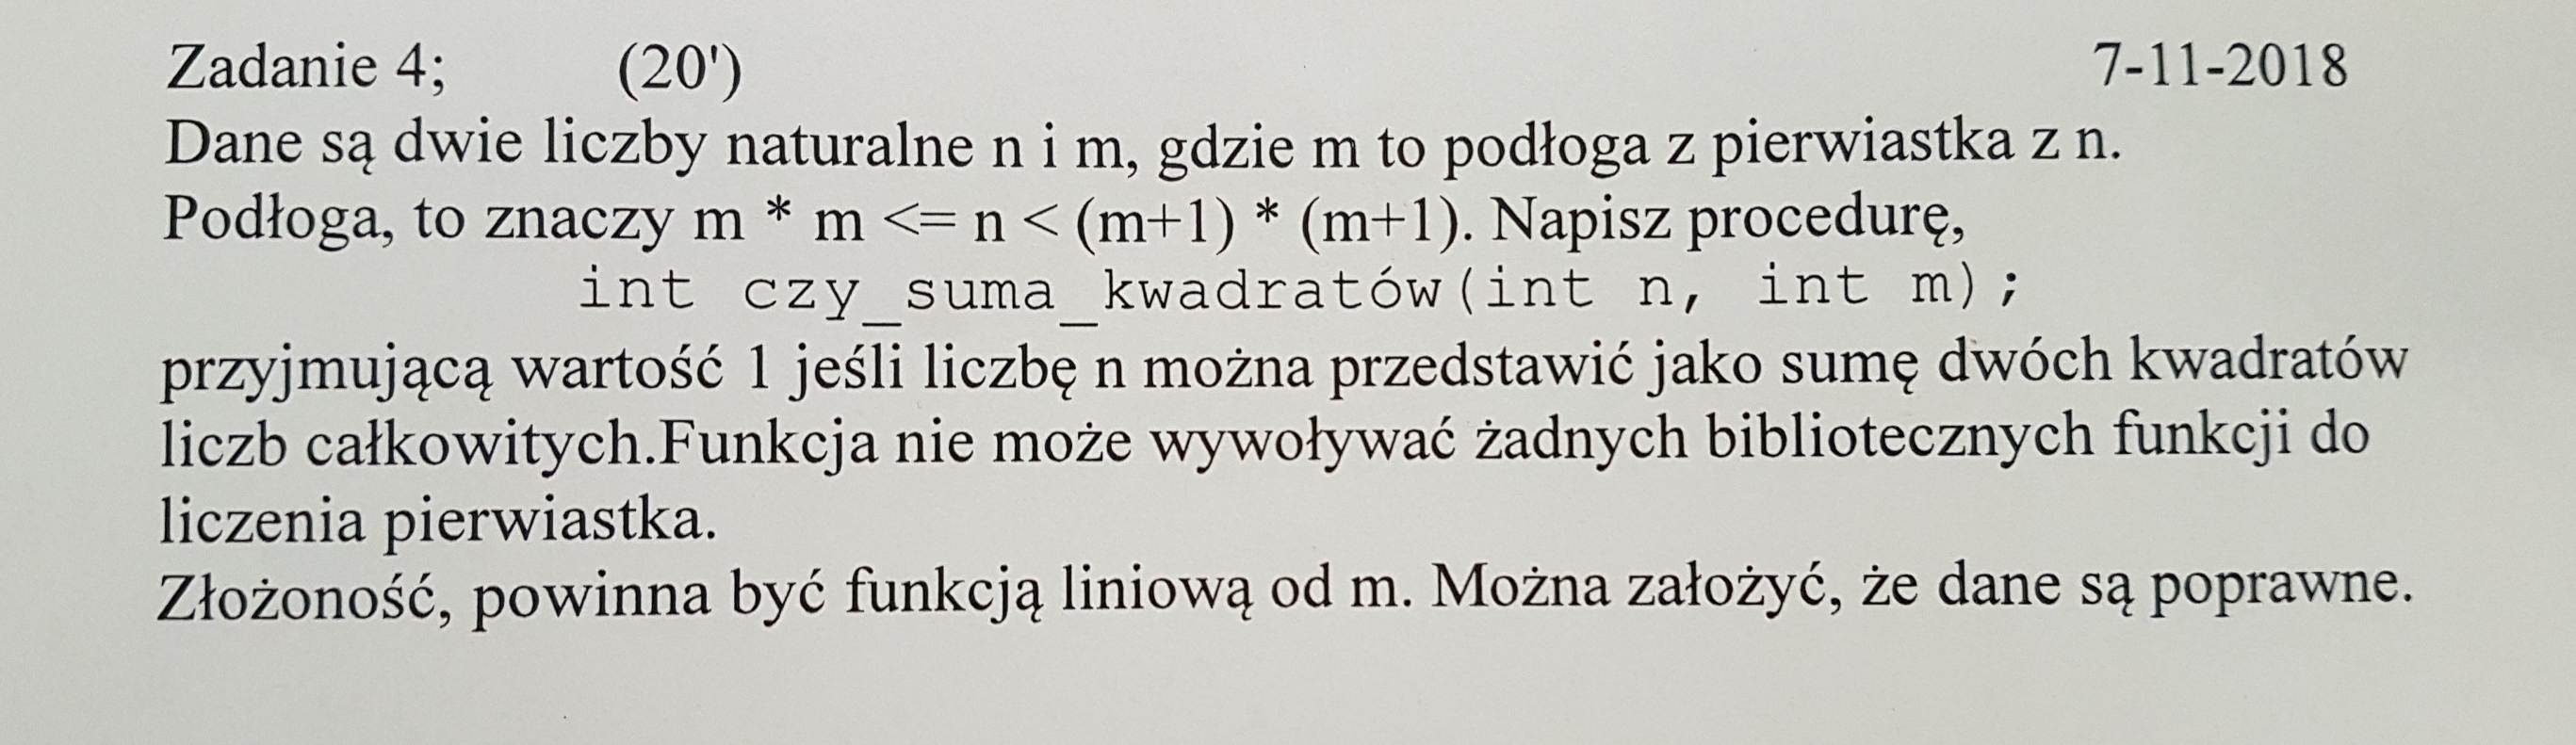 Zadanie 4; (20') 7-11-2018
Dane są dwie liczby naturalne n i m, gdzie m to podłoga z pierwiastka z n.
Podłoga, to znaczy m * m <= n < (m+1) * (m+1). Napisz procedurę,
int czy_suma_kwadratów(int n, int m);
przyjmującą wartość 1 jeśli liczbę n można przedstawić jako sumę dwóch kwadratów
liczb całkowitych.Funkcja nie może wywoływać żadnych bibliotecznych funkcji do
liczenia pierwiastka.
Złożoność, powinna być funkcją liniową od m. Można założyć, że dane są poprawne.